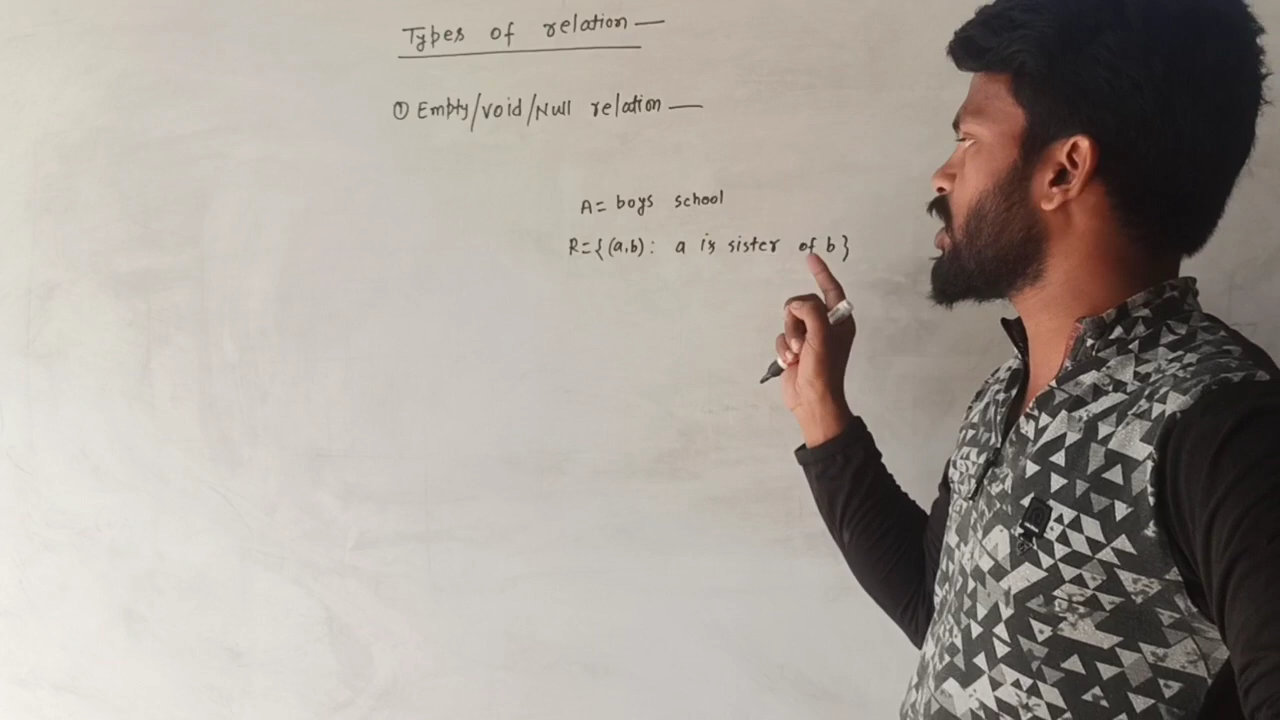 Types of relation —
① Empty/void/Null relation —
A= boys school
R={(a,b): a is sister of b}